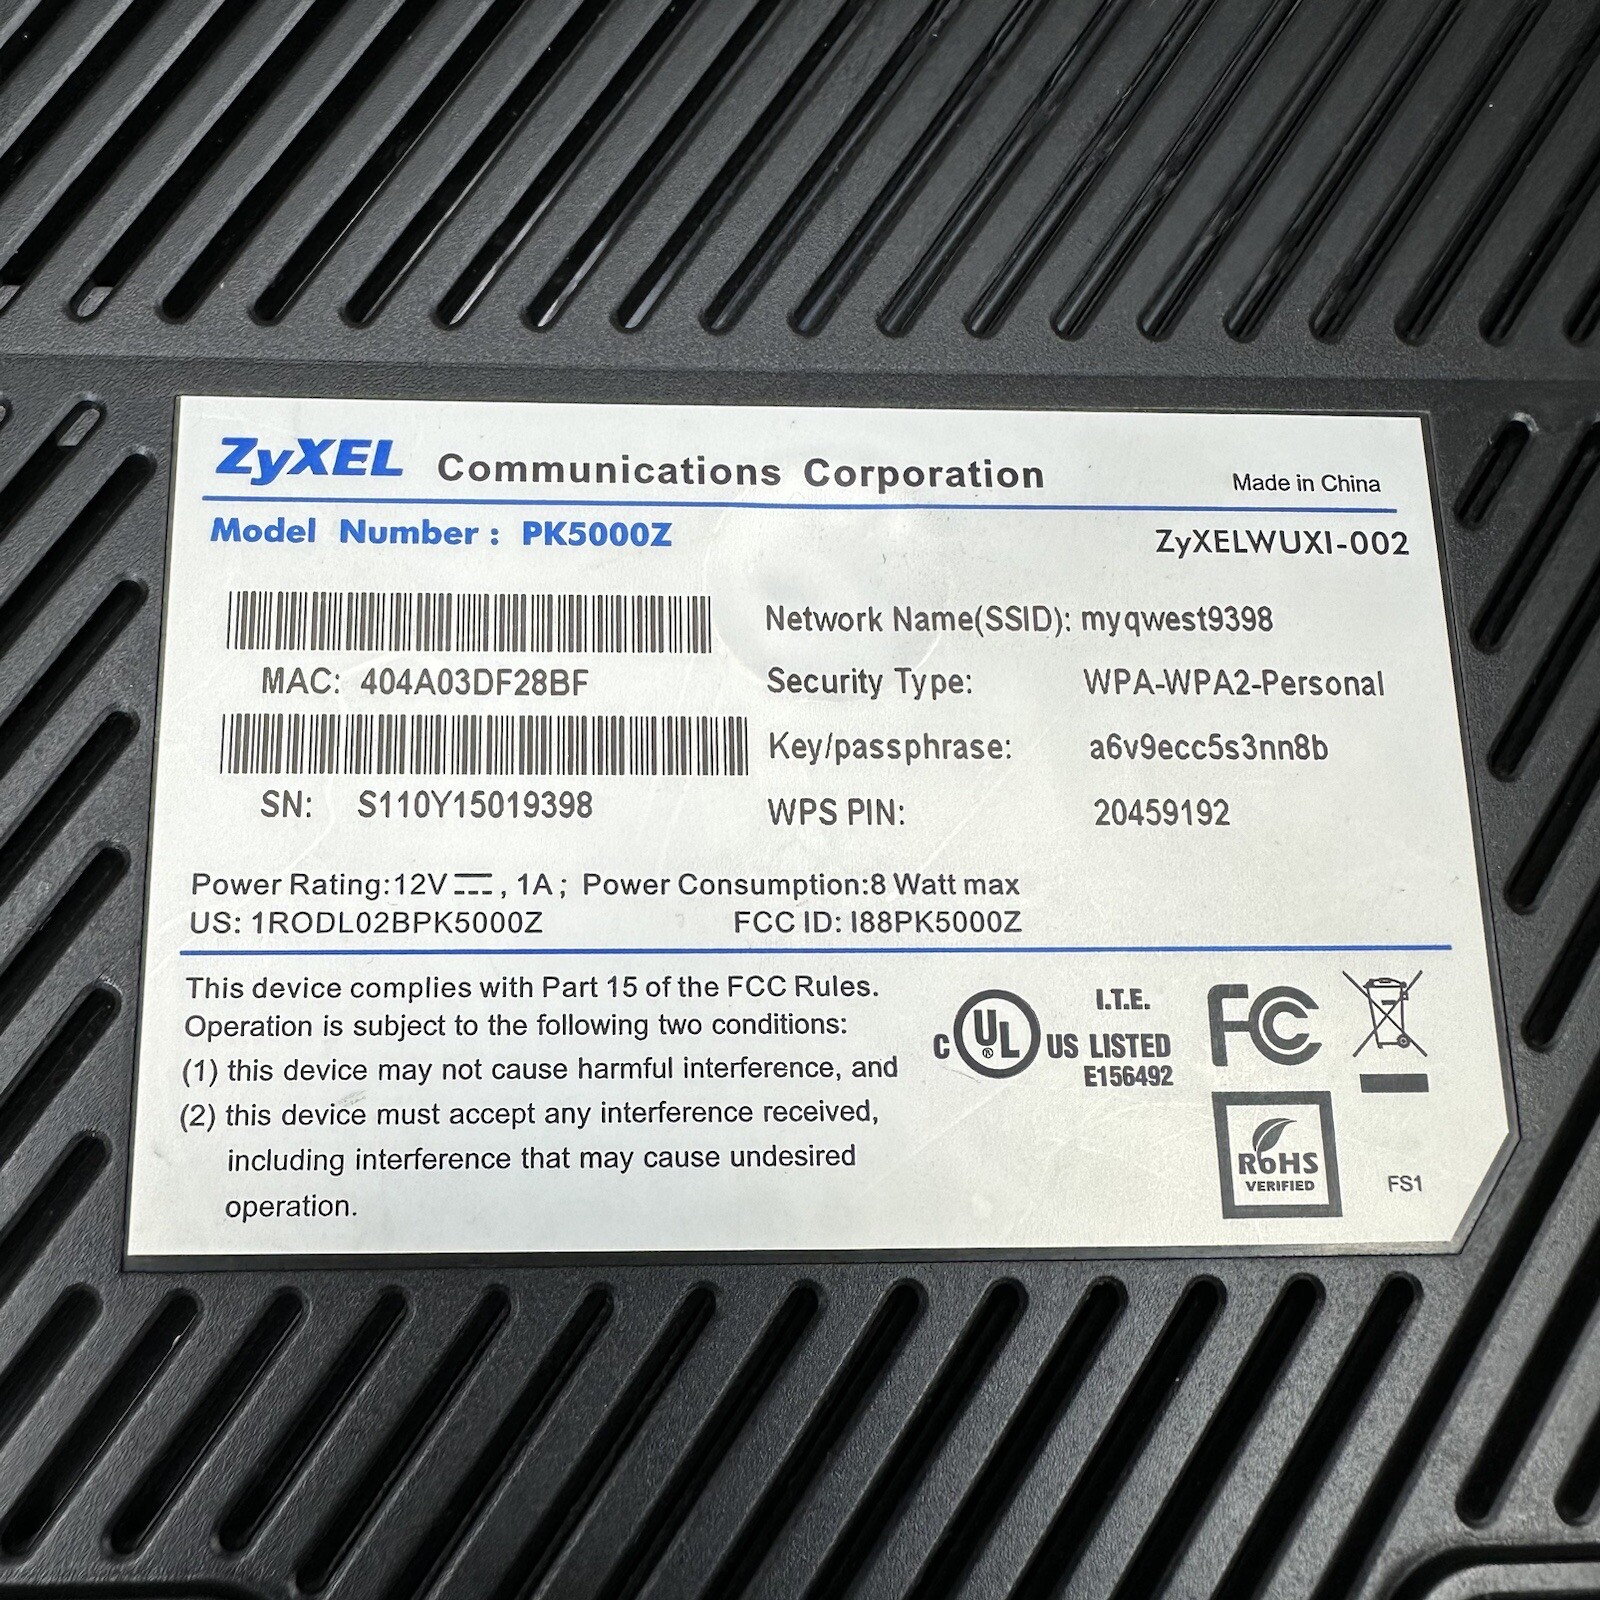 ZyXEL Communications Corporation Made in China
Model Number : PK5000Z ZyXELWUXI-002
Network Name(SSID): myqwest9398
MAC: 404A03DF28BF
Security Type: WPA-WPA2-Personal
Key/passphrase: a6v9ecc5s3nn8b
SN: S110Y15019398
WPS PIN: 20459192
Power Rating:12V⎓, 1A; Power Consumption:8 Watt max
US: 1RODL02BPK5000Z FCC ID: I88PK5000Z
This device complies with Part 15 of the FCC Rules.
Operation is subject to the following two conditions:
(1) this device may not cause harmful interference, and
(2) this device must accept any interference received,
including interference that may cause undesired
operation.
I.T.E.
C UL ® US LISTED
E156492
FC
RoHS
VERIFIED
FS1